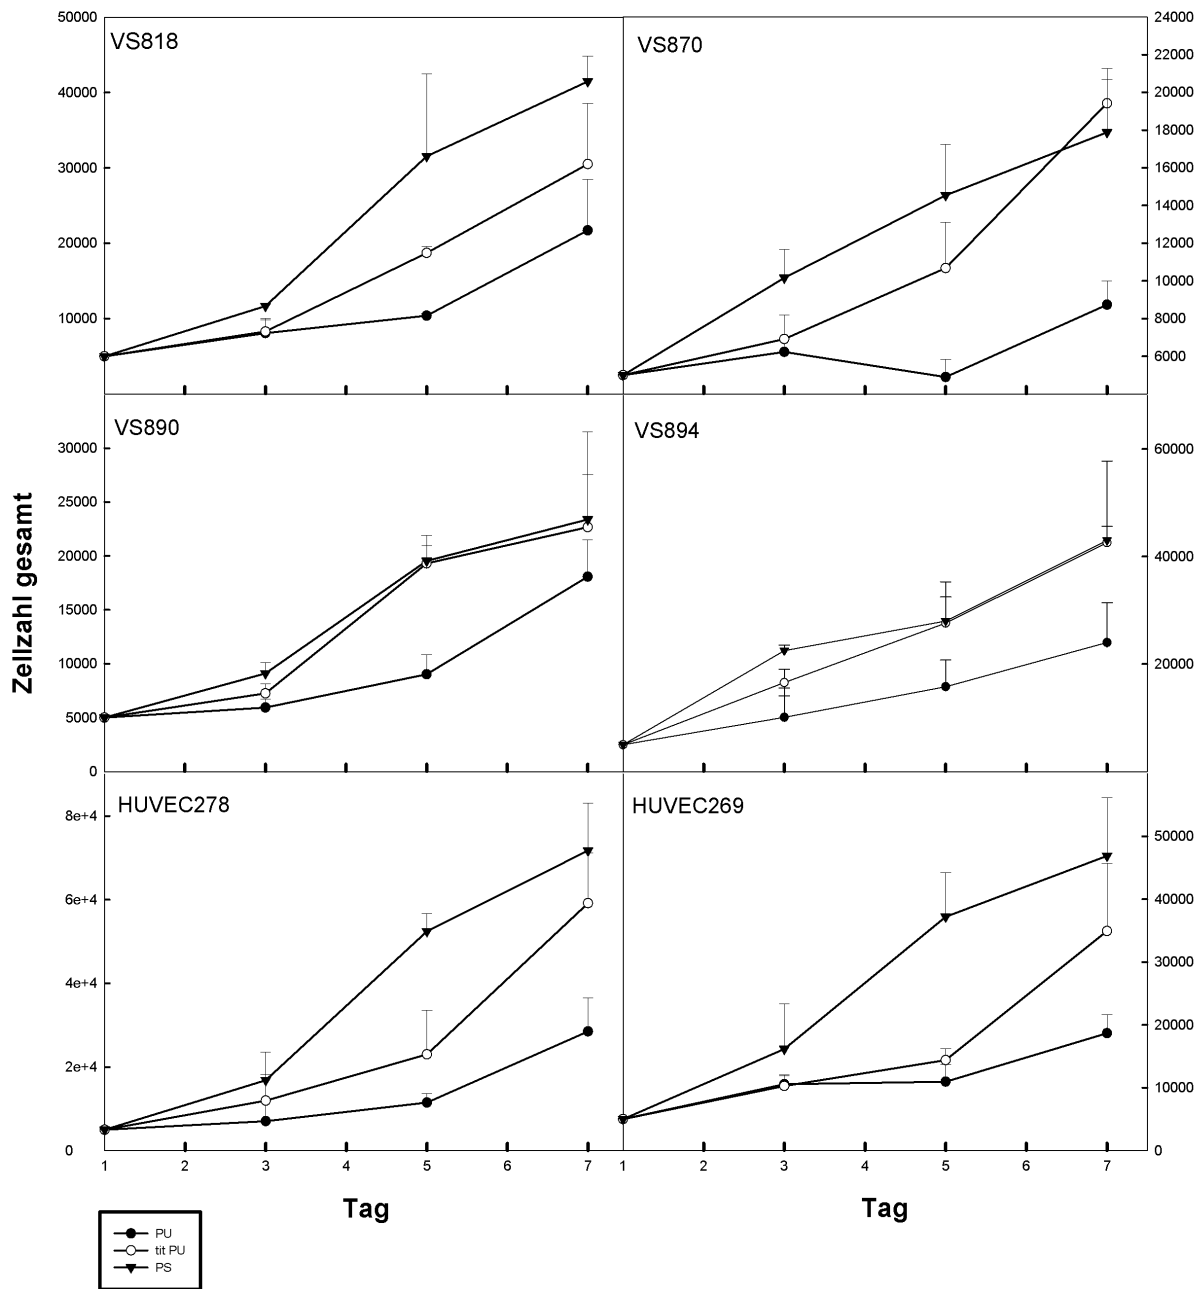 VS818
50000
40000
30000
20000
10000
VS870
24000
22000
20000
18000
16000
14000
12000
10000
8000
6000
VS890
30000
25000
20000
15000
10000
5000
0
VS894
60000
40000
20000
Zellzahl gesamt
HUVEC278
8e+4
6e+4
4e+4
2e+4
0
HUVEC269
50000
40000
30000
20000
10000
0
1 2 3 4 5 6 7
1 2 3 4 5 6 7
Tag
Tag
PU
tit PU
PS